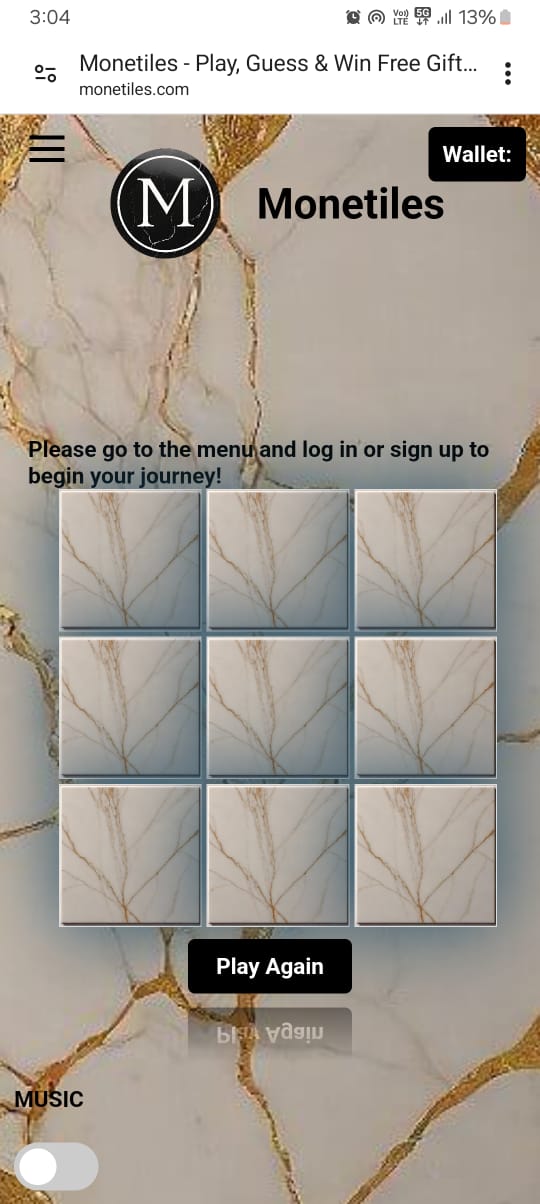 3:04
Vo)) LTE 5G 13%
Monetiles - Play, Guess & Win Free Gift...
monetiles.com
Wallet:
M
Monetiles
Please go to the menu and log in or sign up to
begin your journey!
Play Again
Play Again
MUSIC